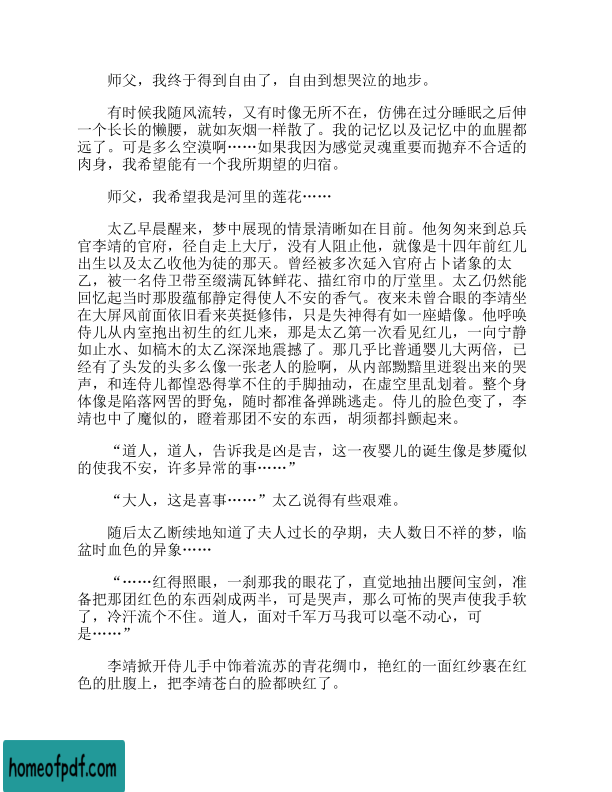 师父，我终于得到自由了，自由到想哭泣的地步。
有时候我随风流转，又有时像无所不在，仿佛在过分睡眠之后伸
一个长长的懒腰，就如灰烟一样散了。我的记忆以及记忆中的血腥都
远了。可是多么空漠啊……如果我因为感觉灵魂重要而抛弃不合适的
肉身，我希望能有一个我所期望的归宿。
师父，我希望我是河里的莲花……
太乙早晨醒来，梦中展现的情景清晰如在目前。他匆匆来到总兵
官李靖的官府，径自走上大厅，没有人阻止他，就像是十四年前红儿
出生以及太乙收他为徒的那天。曾经被多次延入官府占卜诸象的太
乙，被一名侍卫带至缀满瓦钵鲜花、描红帘巾的厅堂里。太乙仍然能
回忆起当时那股蕴郁静定得使人不安的香气。夜来未曾合眼的李靖坐
在大屏风前面依旧看来英挺修伟，只是失神得有如一座蜡像。他呼唤
侍儿从内室抱出初生的红儿来，那是太乙第一次看见红儿，一向宁静
如止水、如槁木的太乙深深地震撼了。那几乎比普通婴儿大两倍，已
经有了头发的头多么像一张老人的脸啊，从内部黝黯里迸裂出来的哭
声，和连侍儿都惶恐得掌不住的手脚抽动，在虚空里乱划着。整个身
体像是陷落网罟的野兔，随时都准备弹跳逃走。侍儿的脸色变了，李
靖也中了魔似的，瞪着那团不安的东西，胡须都抖颤起来。
“道人，道人，告诉我是凶是吉，这一夜婴儿的诞生像是梦魇似
的使我不安，许多异常的事……”
“大人，这是喜事……”太乙说得有些艰难。
随后太乙断续地知道了夫人过长的孕期，夫人数日不祥的梦，临
盆时血色的异象……
“……红得照眼，一刹那我的眼花了，直觉地抽出腰间宝剑，准
备把那团红色的东西剁成两半，可是哭声，那么可怖的哭声使我手软
了，冷汗流个不住。道人，面对千军万马我可以毫不动心，可
是……”
李靖掀开侍儿手中饰着流苏的青花绸巾，艳红的一面红纱裹在红
色的肚腹上，把李靖苍白的脸都映红了。
homeofpdf.com